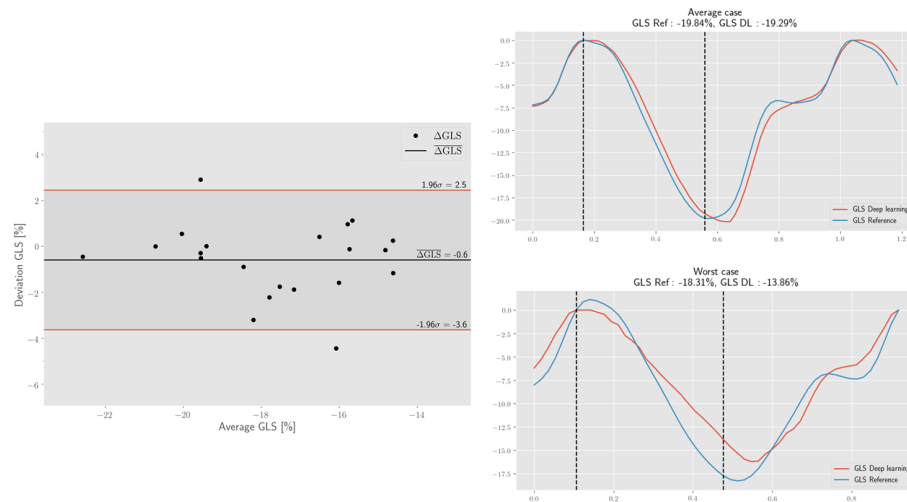 ΔGLS
ΔGLS
1.96σ = 2.5
ΔGLS = -0.6
-1.96σ = -3.6
4
2
0
−2
−4
−6
Deviation GLS [%]
−22
−20
−18
−16
−14
Average GLS [%]
Average case
GLS Ref : -19.84%, GLS DL : -19.29%
0.0
−2.5
−5.0
−7.5
−10.0
−12.5
−15.0
−17.5
−20.0
GLS Deep learning
GLS Reference
0.0
0.2
0.4
0.6
0.8
1.0
1.2
Worst case
GLS Ref : -18.31%, GLS DL : -13.86%
0.0
−2.5
−5.0
−7.5
−10.0
−12.5
−15.0
−17.5
GLS Deep learning
GLS Reference
0.0
0.2
0.4
0.6
0.8